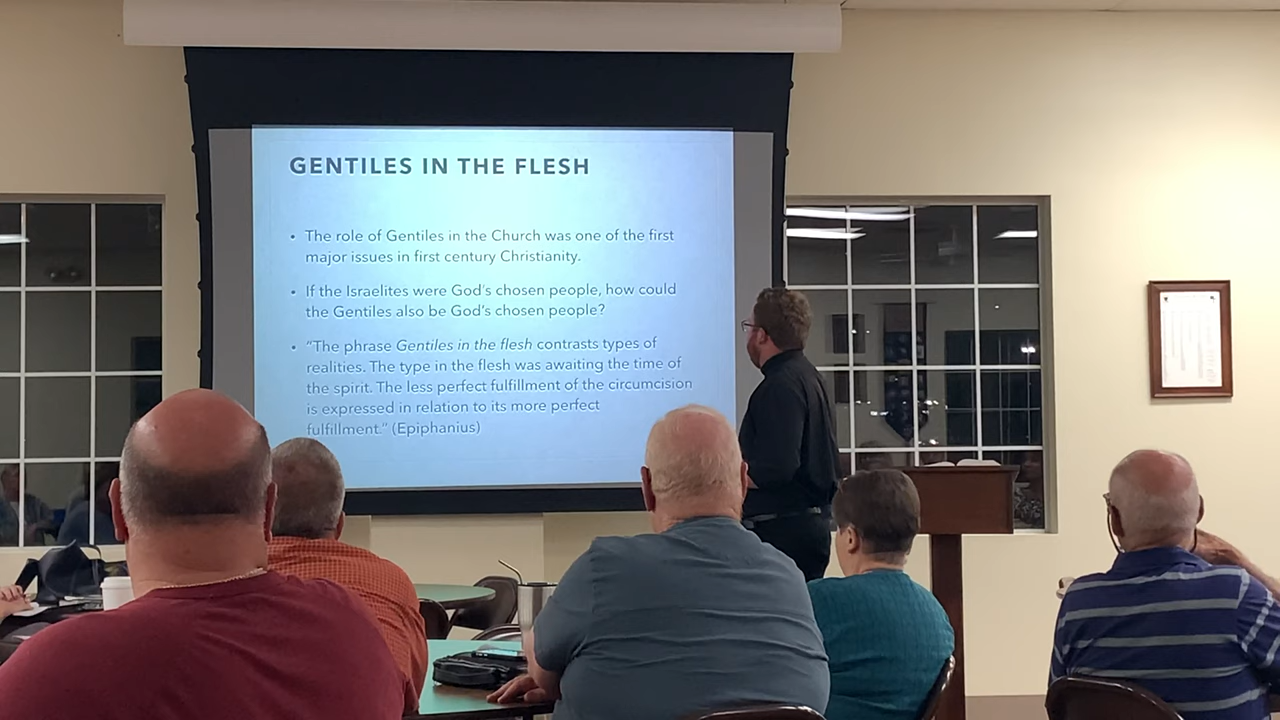 GENTILES IN THE FLESH
• The role of Gentiles in the Church was one of the first
major issues in first century Christianity.
• If the Israelites were God's chosen people, how could
the Gentiles also be God's chosen people?
• "The phrase Gentiles in the flesh contrasts types of
realities. The type in the flesh was awaiting the time of
the spirit. The less perfect fulfillment of the circumcision
is expressed in relation to its more perfect
fulfillment." (Epiphanius)